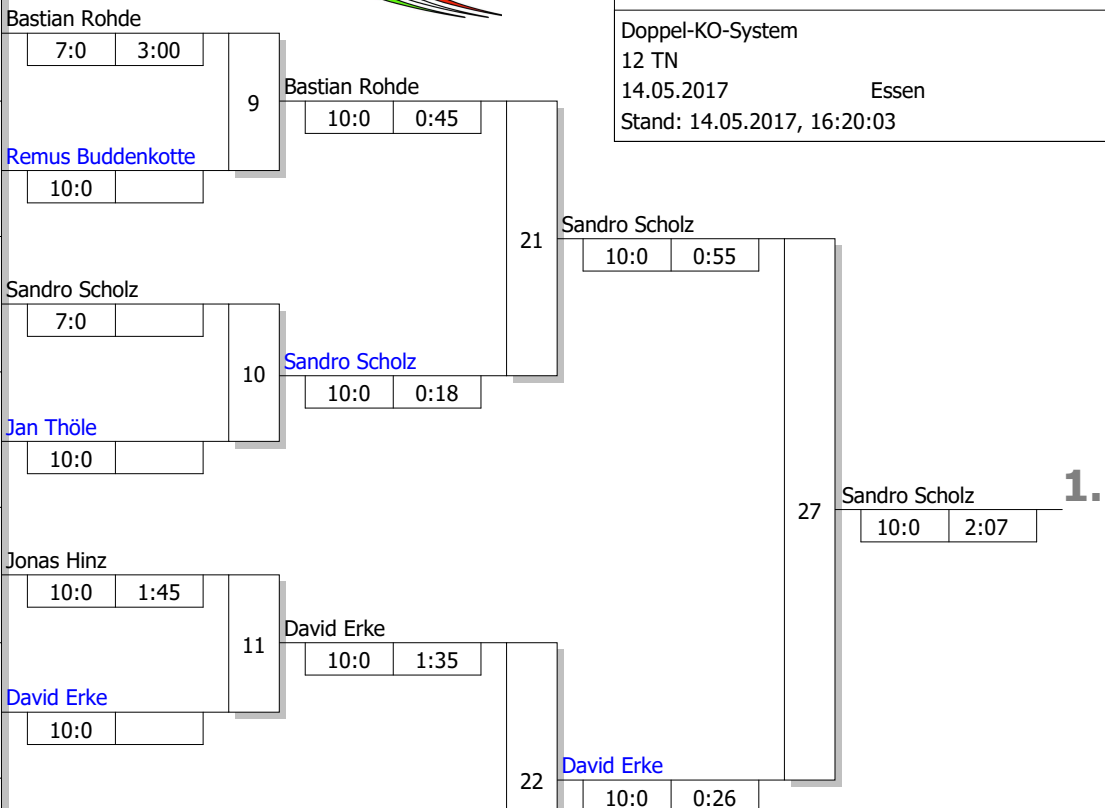 Bastian Rohde
7:0 3:00
Doppel-KO-System
12 TN
14.05.2017 Essen
Stand: 14.05.2017, 16:20:03
9
Bastian Rohde
10:0 0:45
Remus Buddenkotte
10:0
21
Sandro Scholz
10:0 0:55
Sandro Scholz
7:0
10
Sandro Scholz
10:0 0:18
Jan Thöle
10:0
27
Sandro Scholz
10:0 2:07
1.
Jonas Hinz
10:0 1:45
11
David Erke
10:0 1:35
David Erke
10:0
22
David Erke
10:0 0:26